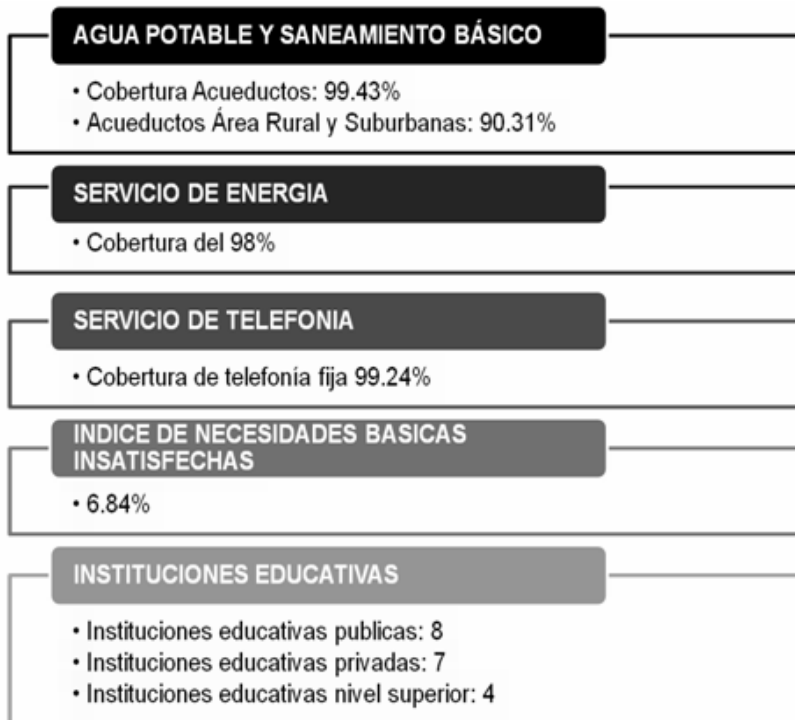 AGUA POTABLE Y SANEAMIENTO BÁSICO
• Cobertura Acueductos: 99.43%
• Acueductos Área Rural y Suburbanas: 90.31%
SERVICIO DE ENERGIA
• Cobertura del 98%
SERVICIO DE TELEFONIA
• Cobertura de telefonía fija 99.24%
INDICE DE NECESIDADES BASICAS
INSATISFECHAS
• 6.84%
INSTITUCIONES EDUCATIVAS
• Instituciones educativas publicas: 8
• Instituciones educativas privadas: 7
• Instituciones educativas nivel superior: 4